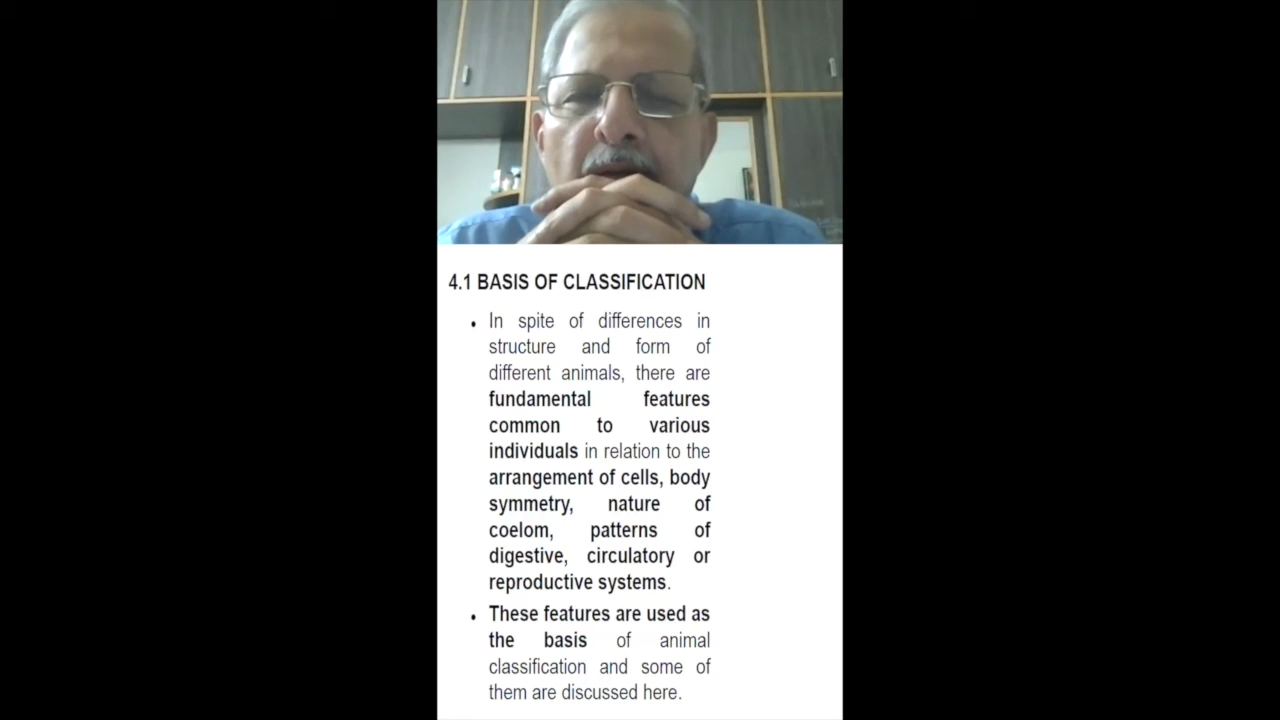 4.1 BASIS OF CLASSIFICATION
• In spite of differences in
structure and form of
different animals, there are
fundamental features
common to various
individuals in relation to the
arrangement of cells, body
symmetry, nature of
coelom, patterns of
digestive, circulatory or
reproductive systems.
• These features are used as
the basis of animal
classification and some of
them are discussed here.